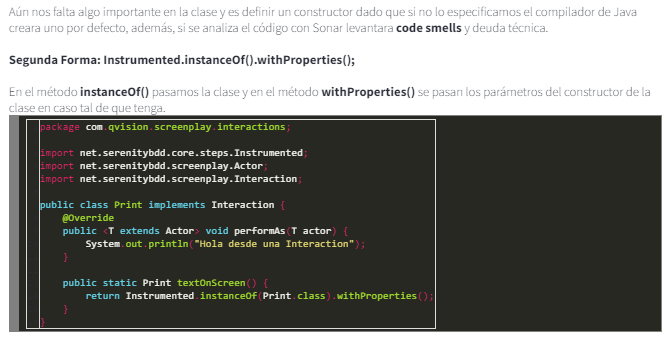 Aún nos falta algo importante en la clase y es definir un constructor dado que si no lo especificamos el compilador de Java
creara uno por defecto, además, si se analiza el código con Sonar levantara code smells y deuda técnica.
Segunda Forma: Instrumented.instanceOf().withProperties();
En el método instanceOf() pasamos la clase y en el método withProperties() se pasan los parámetros del constructor de la
clase en caso tal de que tenga.
package com.qvision.screenplay.interactions;
import net.serenitybdd.core.steps.Instrumented;
import net.serenitybdd.screenplay.Actor;
import net.serenitybdd.screenplay.Interaction;
public class Print implements Interaction {
@Override
public <T extends Actor> void performAs(T actor) {
System.out.println("Hola desde una Interaction");
}
public static Print textOnScreen() {
return Instrumented.instanceOf(Print.class).withProperties();
}
}